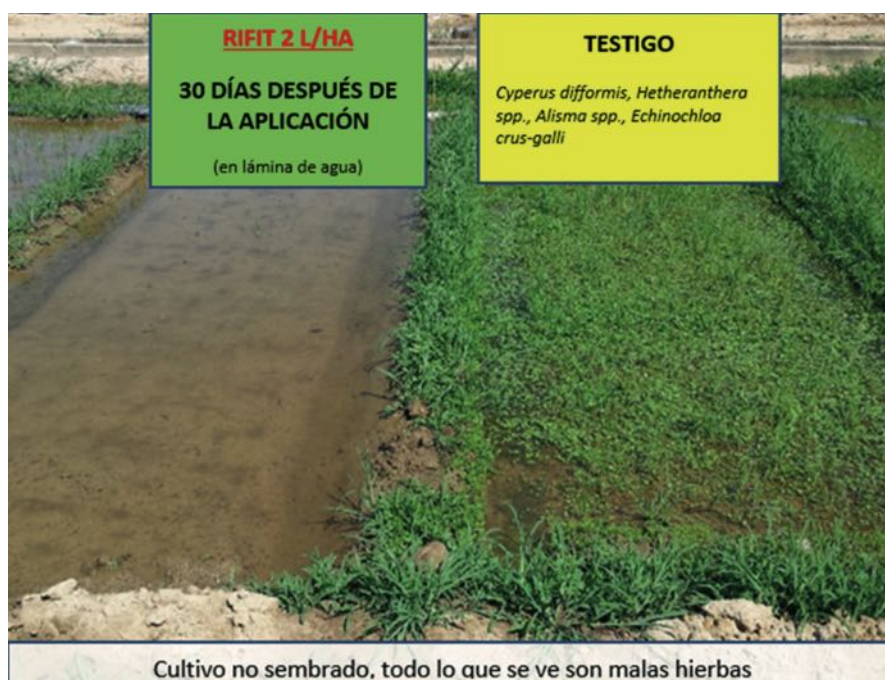 RIFIT 2 L/HA
30 DÍAS DESPUÉS DE
LA APLICACIÓN
(en lámina de agua)
TESTIGO
Cyperus difformis, Hetheranthera
spp., Alisma spp., Echinochloa
crus-galli
Cultivo no sembrado, todo lo que se ve son malas hierbas